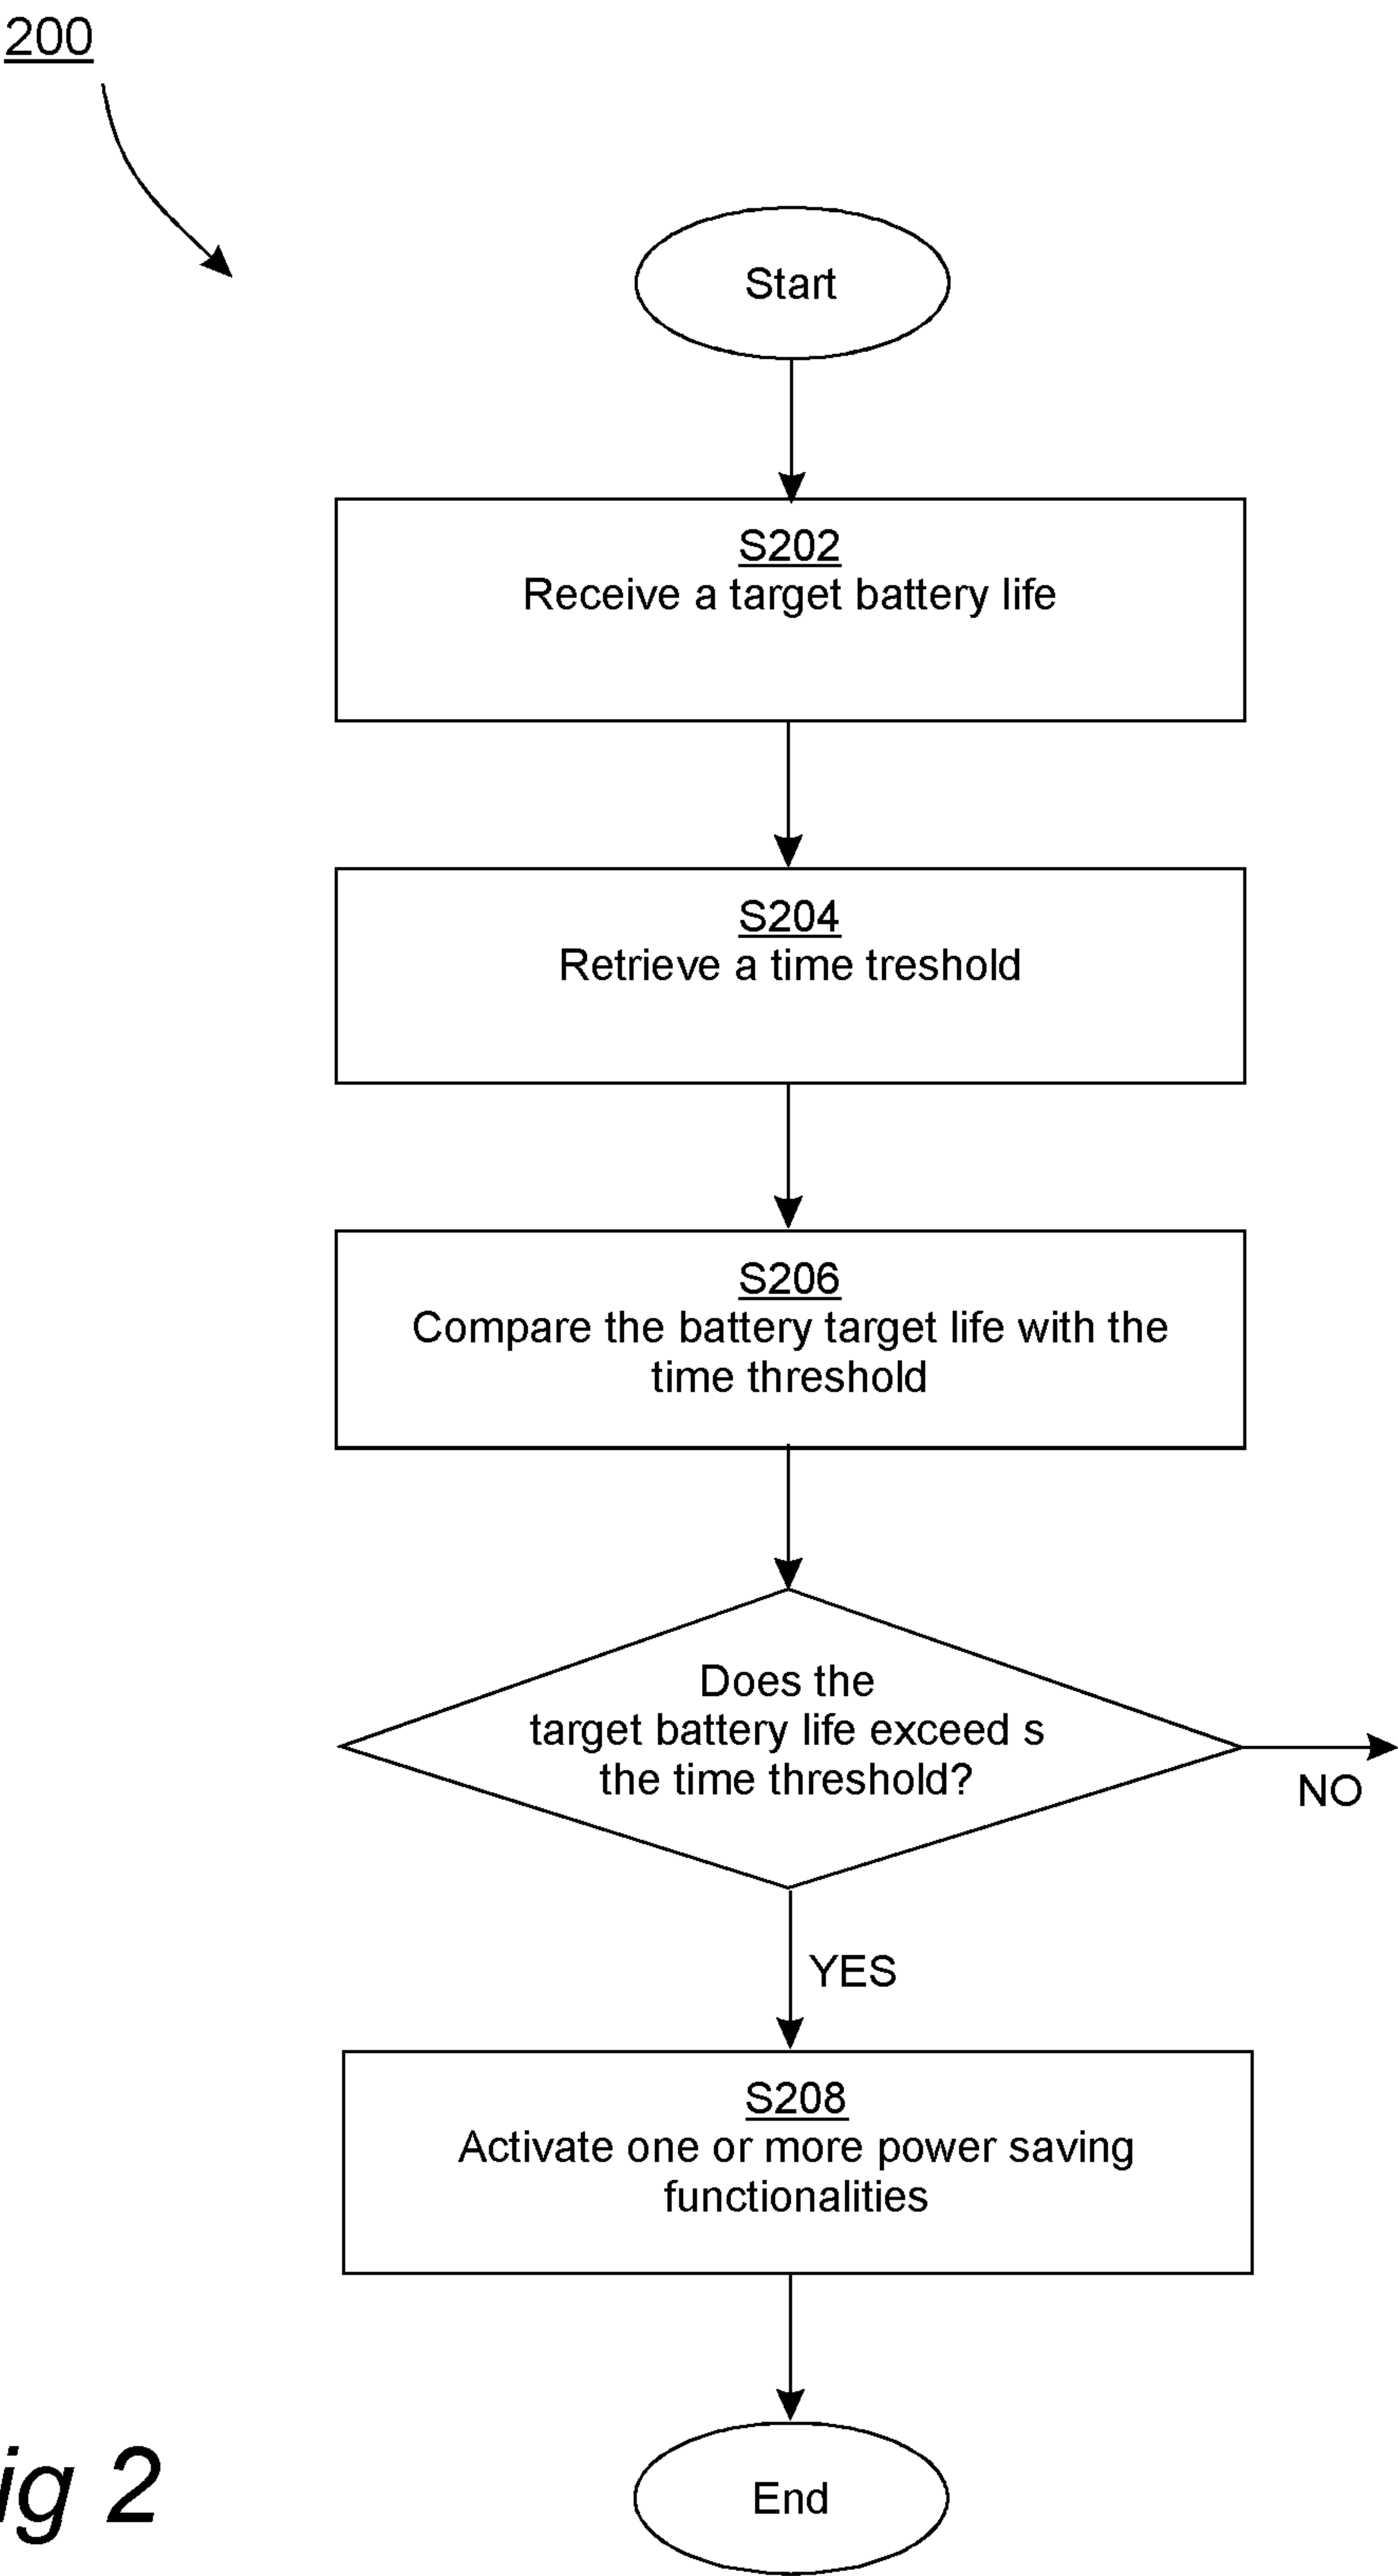 200
Start
S202
Receive a target battery life
S204
Retrieve a time treshold
S206
Compare the battery target life with the
time threshold
Does the
target battery life exceed s
the time threshold?
NO
YES
S208
Activate one or more power saving
functionalities
End
ig 2